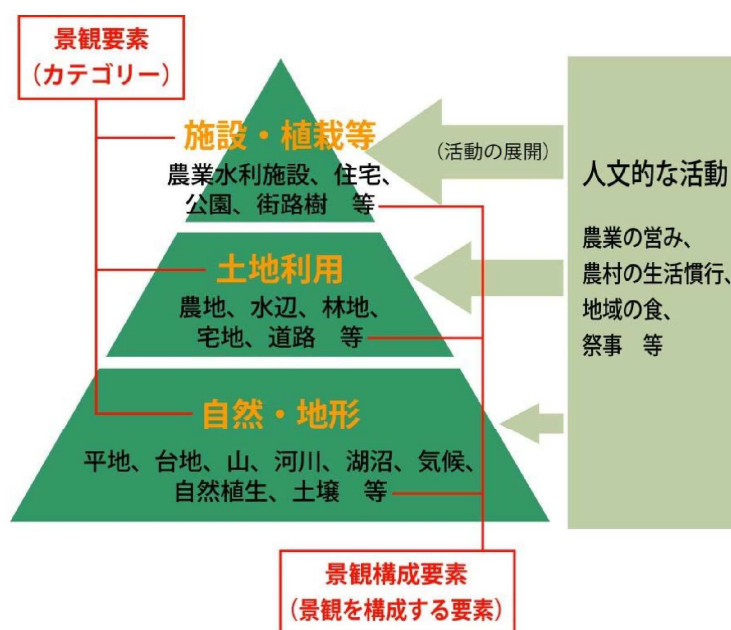 景観要素
(カテゴリー)
施設・植栽等
農業水利施設、住宅、
公園、街路樹　等
土地利用
農地、水辺、林地、
宅地、道路　等
自然・地形
平地、台地、山、河川、湖沼、気候、
自然植生、土壌　等
(活動の展開)
人文的な活動
農業の営み、
農村の生活慣行、
地域の食、
祭事　等
景観構成要素
(景観を構成する要素)